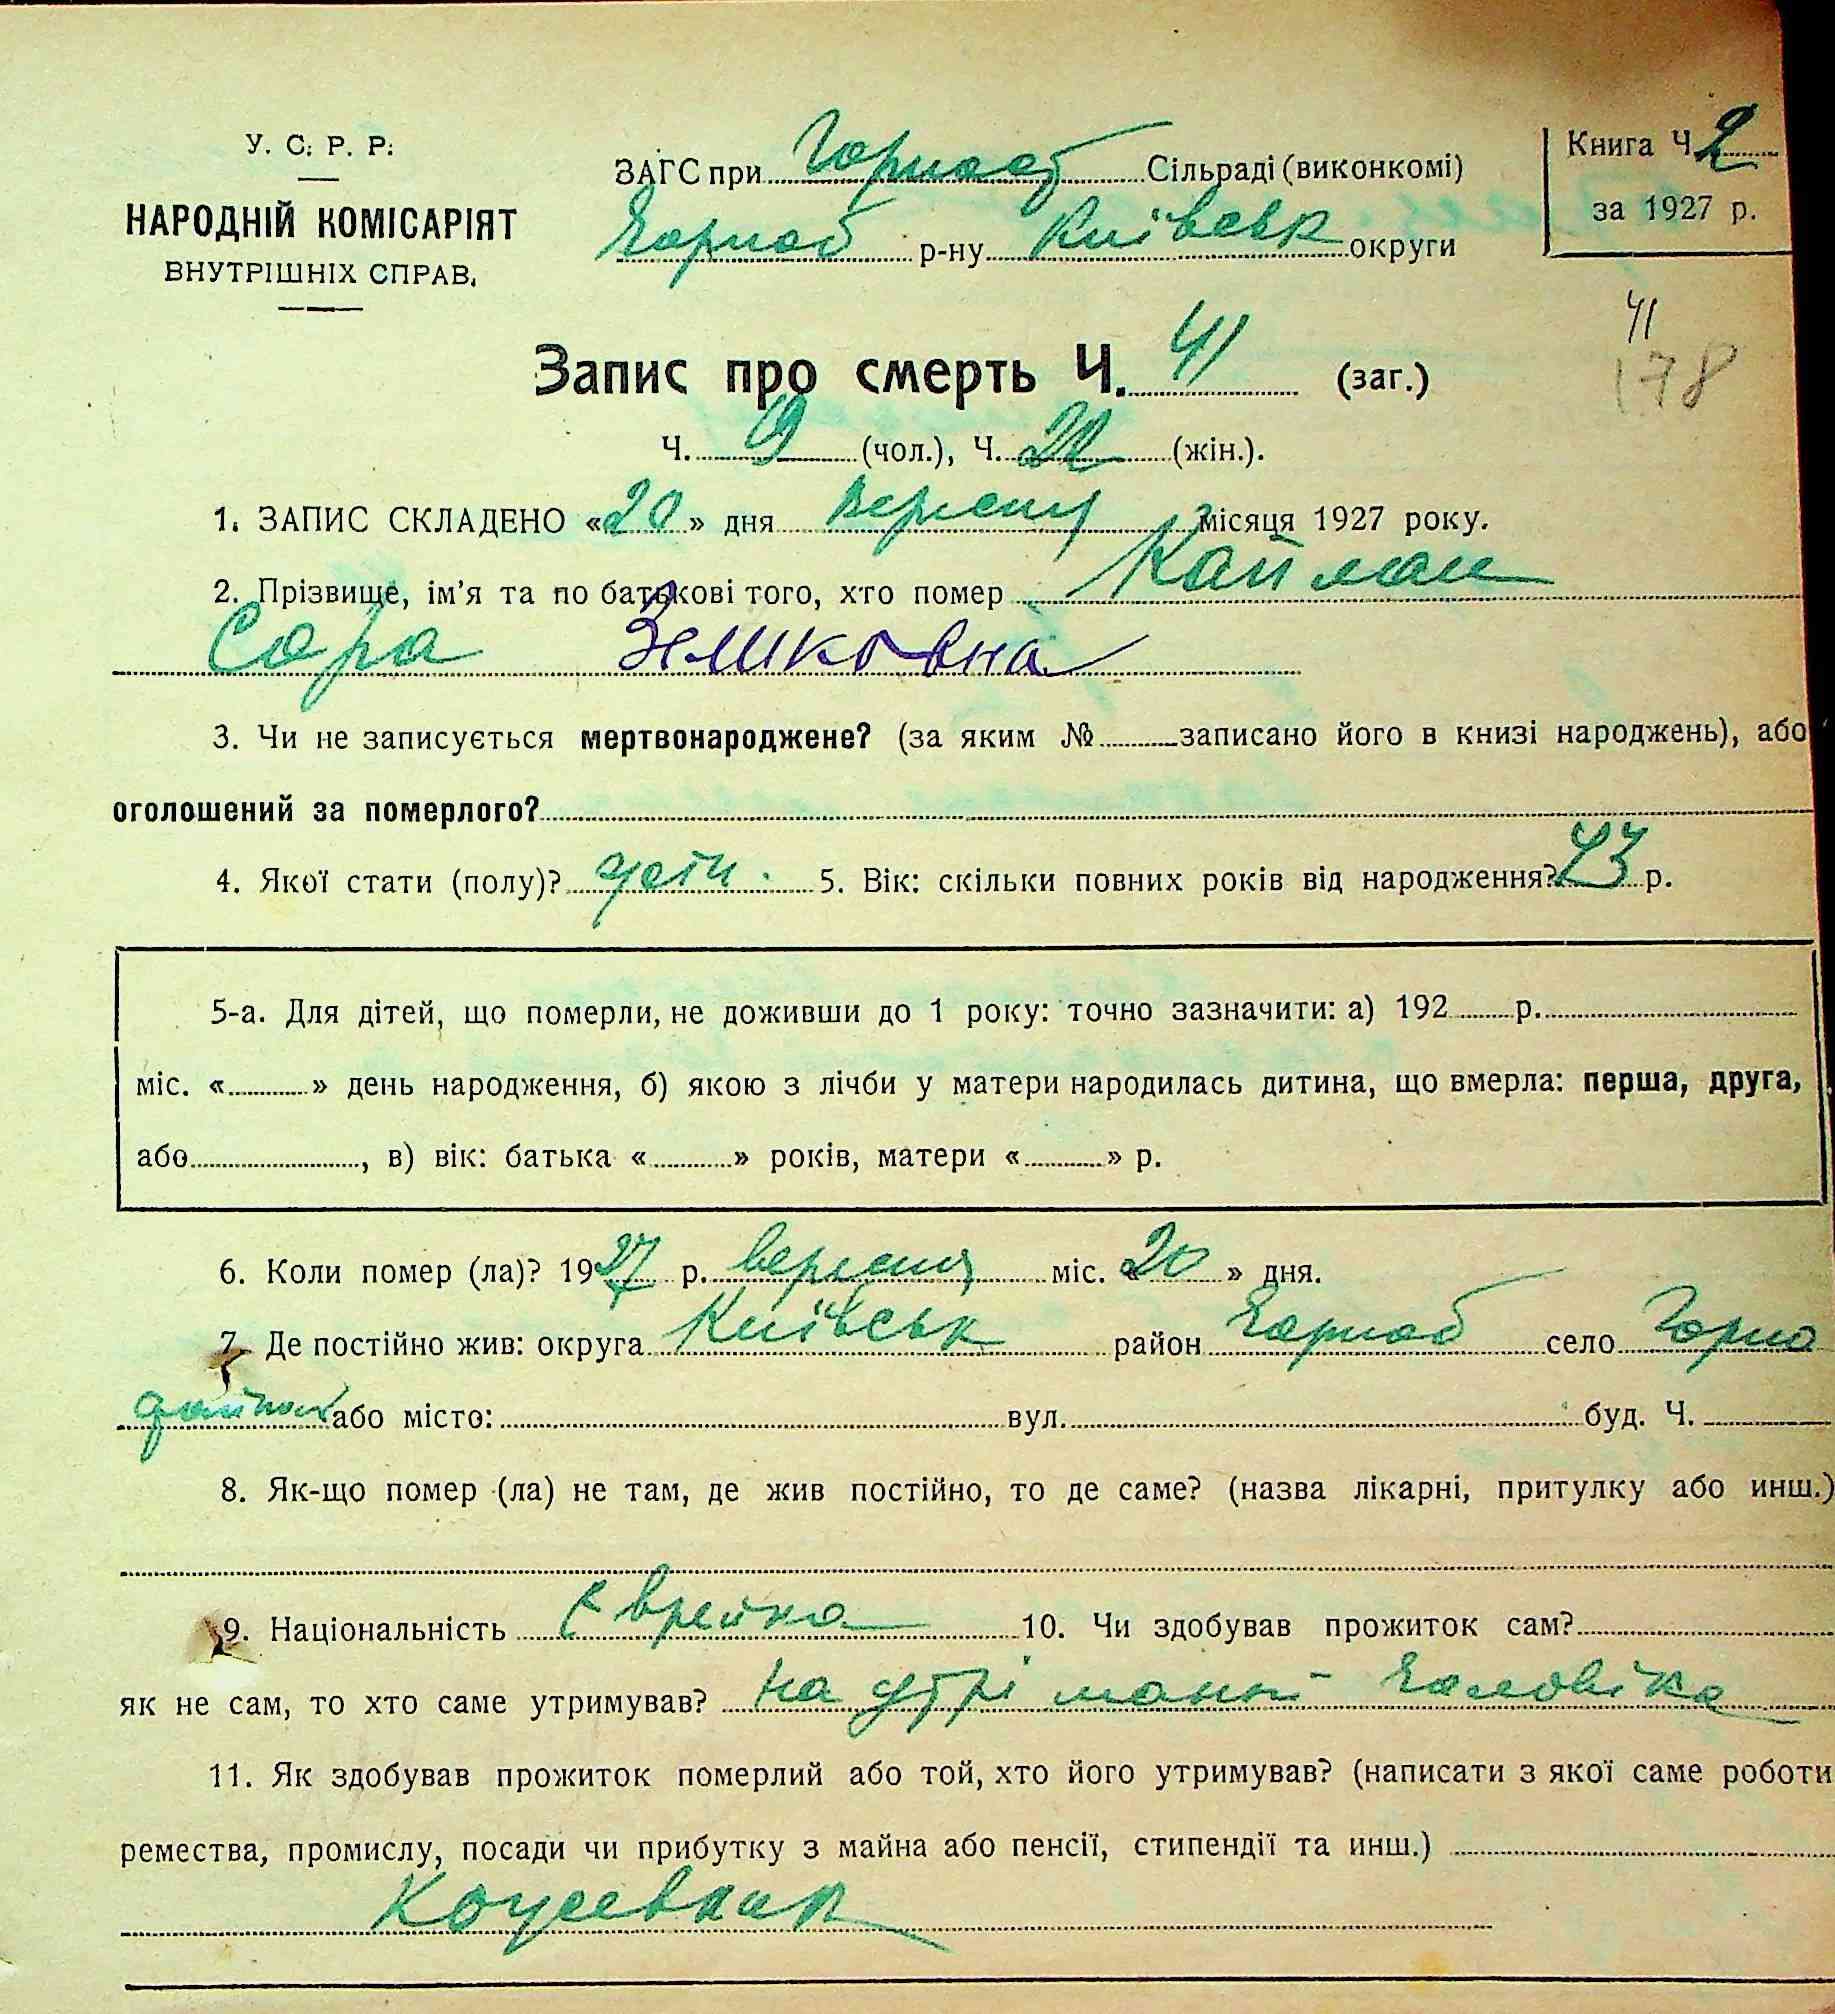 У. С. Р. Р.
НАРОДНІЙ КОМІСАРІЯТ
ВНУТРІШНІХ СПРАВ.
ЗАГС при Горност Сільраді (виконкомі)
Чорноб р-ну Київськ округи
Книга Ч. 2
за 1927 р.
41
178
Запис про смерть Ч. 41 (заг.)
Ч. 19 (чол.), Ч. 22 (жін.).
1. ЗАПИС СКЛАДЕНО «20» дня вересня місяця 1927 року.
2. Прізвище, ім'я та по батькові того, хто помер Кайман
Сора
3. Чи не записується мертвонароджене? (за яким № записано його в книзі народжень), або
оголошений за померлого?
4. Якої стати (полу)? 5. Вік: скільки повних років від народження? 43 р.
5-а. Для дітей, що померли, не доживши до 1 року: точно зазначити: а) 192 р.
міс. « » день народження, б) якою з лічби у матери народилась дитина, що вмерла: перша, друга,
або , в) вік: батька « » років, матери « » р.
6. Коли помер (ла)? 1927 р. вересня міс. «20» дня.
7. Де постійно жив: округа Київськ район Чорноб село Горно
або місто: вул. буд. Ч.
8. Як-що помер (ла) не там, де жив постійно, то де саме? (назва лікарні, притулку або инш.)
9. Національність Єврейка 10. Чи здобував прожиток сам?
як не сам, то хто саме утримував? на утріманні чоловіка
11. Як здобував прожиток померлий або той, хто його утримував? (написати з якої саме роботи
ремества, промислу, посади чи прибутку з майна або пенсії, стипендії та инш.)